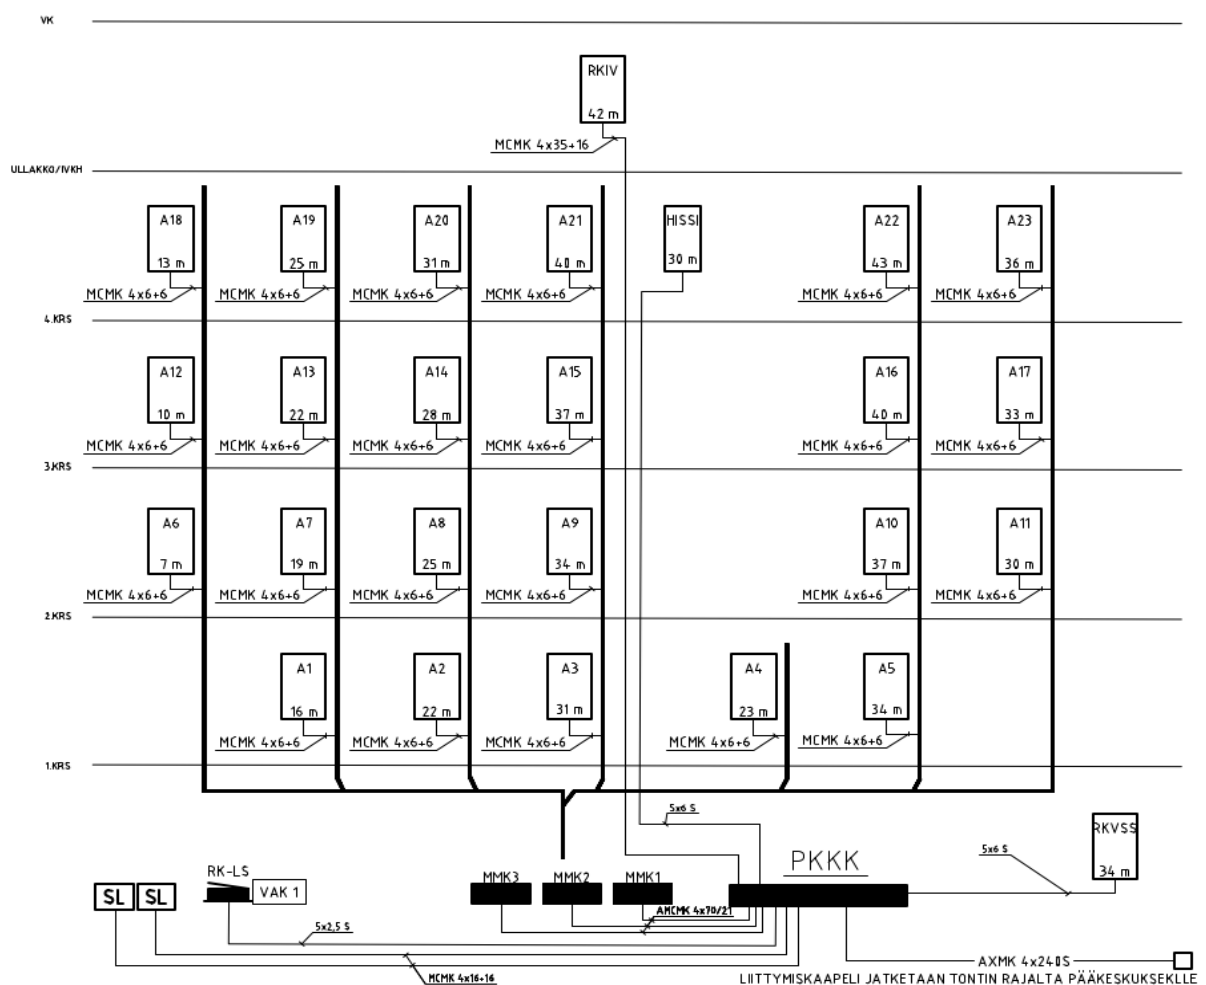 VK
RKIV
42 m
MCMK 4x35+16
ULLAKKO/IVKH
A18
A19
A20
A21
HISSI
A22
A23
13 m
25 m
31 m
40 m
30 m
43 m
36 m
MCMK 4x6+6
MCMK 4x6+6
MCMK 4x6+6
MCMK 4x6+6
MCMK 4x6+6
MCMK 4x6+6
4.KRS
A12
A13
A14
A15
A16
A17
10 m
22 m
28 m
37 m
40 m
33 m
MCMK 4x6+6
MCMK 4x6+6
MCMK 4x6+6
MCMK 4x6+6
MCMK 4x6+6
MCMK 4x6+6
3.KRS
A6
A7
A8
A9
A10
A11
7 m
19 m
25 m
34 m
37 m
30 m
MCMK 4x6+6
MCMK 4x6+6
MCMK 4x6+6
MCMK 4x6+6
MCMK 4x6+6
MCMK 4x6+6
2.KRS
A1
A2
A3
A4
A5
16 m
22 m
31 m
23 m
34 m
MCMK 4x6+6
MCMK 4x6+6
MCMK 4x6+6
MCMK 4x6+6
MCMK 4x6+6
1.KRS
5x6 S
RKVSS
34 m
5x6 S
PKKK
RK-LS
VAK 1
MMK3
MMK2
MMK1
SL
SL
AMCMK 4x70/21
5x2,5 S
MCMK 4x16+16
AXMK 4x240S
LIITTYMISKAAPELI JATKETAAN TONTIN RAJALTA PÄÄKESKUKSEKLLE